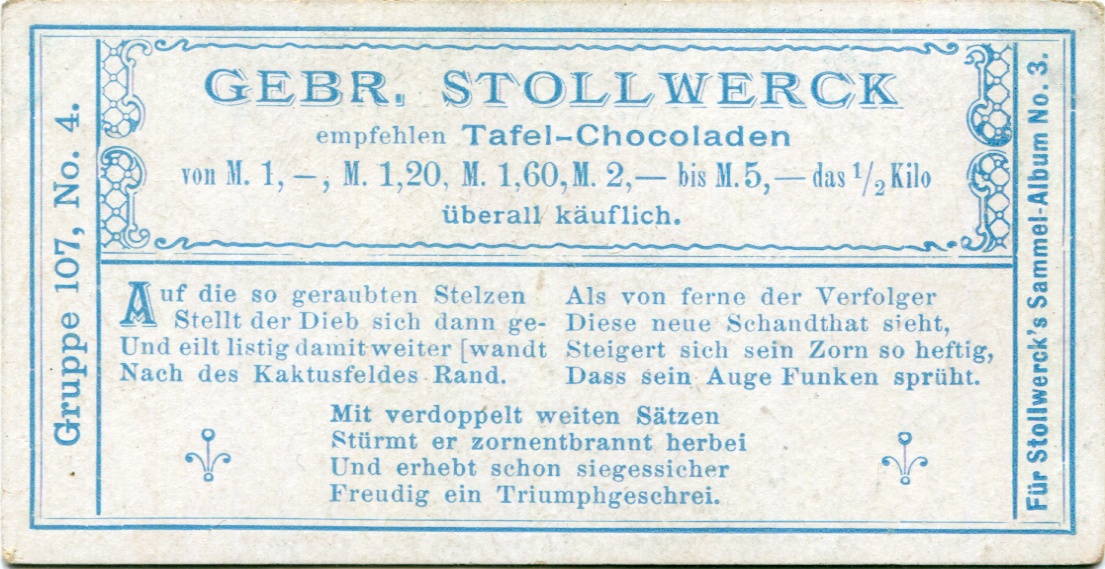 Gruppe 107, No. 4.
GEBR. STOLLWERCK
empfehlen Tafel-Chocoladen
von M. 1,–, M. 1,20, M. 1,60, M. 2,— bis M. 5,— das 1/2 Kilo
überall käuflich.
Auf die so geraubten Stelzen
Stellt der Dieb sich dann ge-
Und eilt listig damit weiter [wandt
Nach des Kaktusfeldes Rand.
Als von ferne der Verfolger
Diese neue Schandthat sieht,
Steigert sich sein Zorn so heftig,
Dass sein Auge Funken sprüht.
Mit verdoppelt weiten Sätzen
Stürmt er zornentbrannt herbei
Und erhebt schon siegessicher
Freudig ein Triumphgeschrei.
Für Stollwerck's Sammel-Album No. 3.